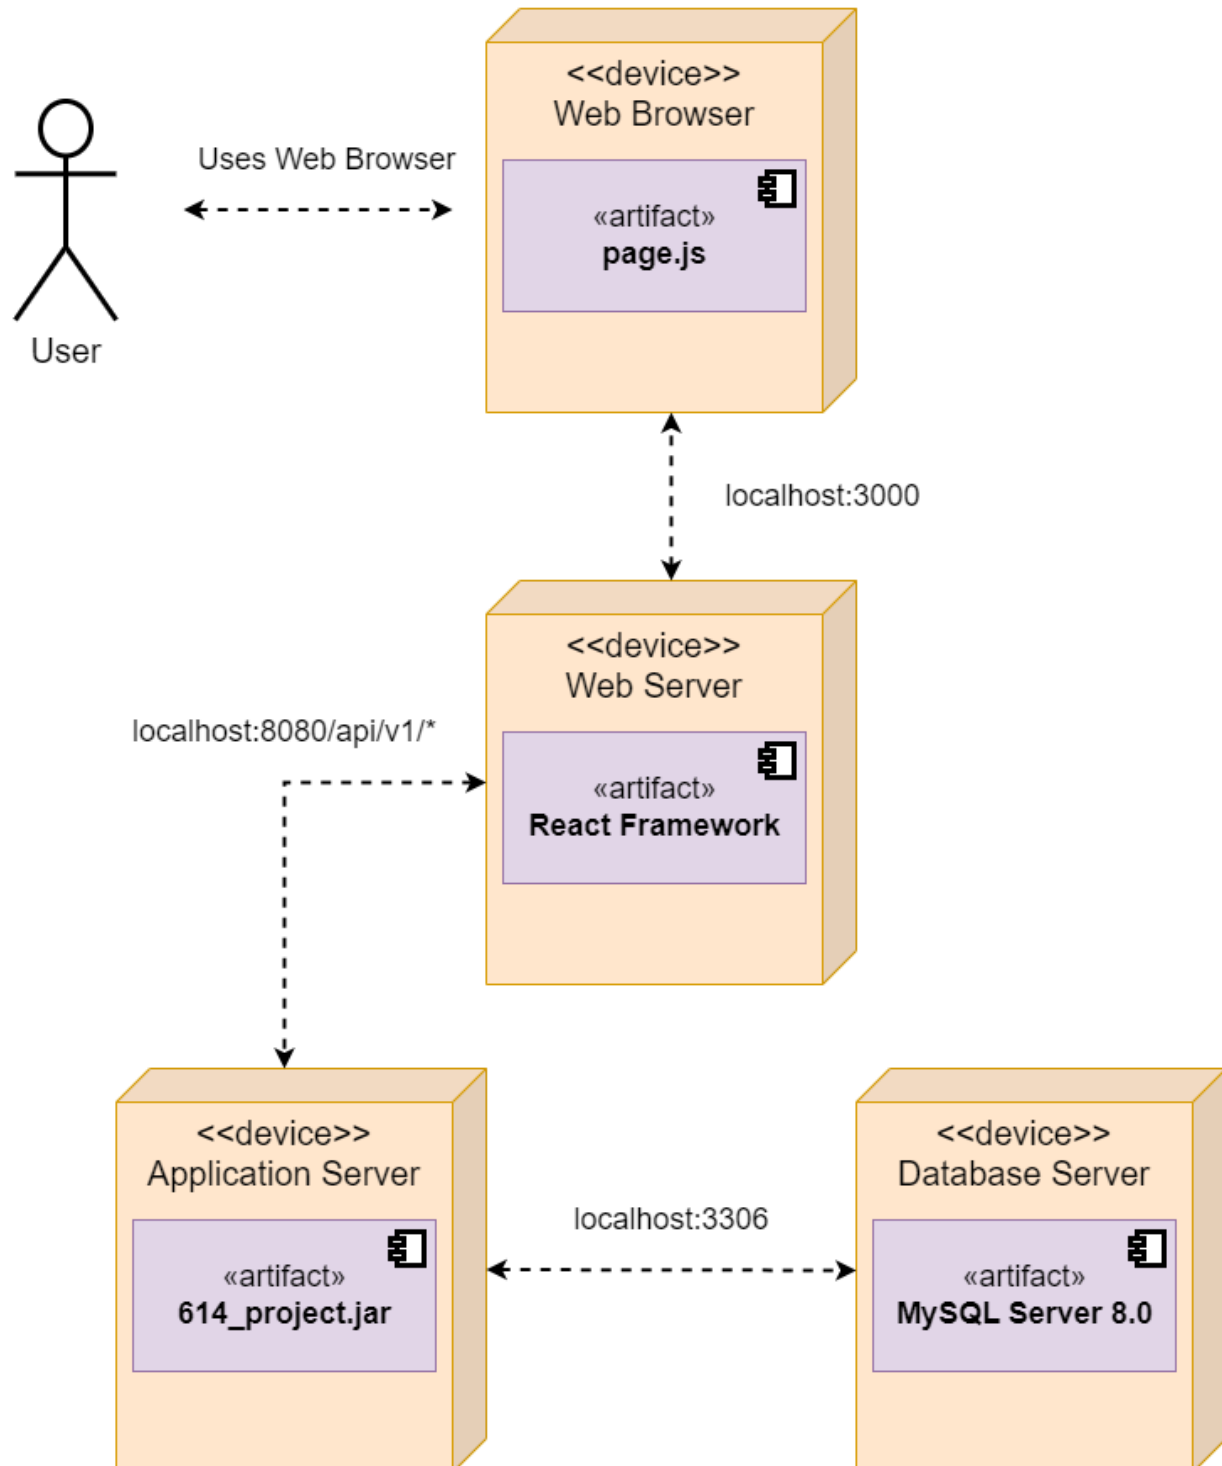 <<device>>
Web Browser
Uses Web Browser
«artifact»
page.js
User
localhost:3000
<<device>>
Web Server
localhost:8080/api/v1/*
«artifact»
React Framework
<<device>>
Application Server
<<device>>
Database Server
localhost:3306
«artifact»
614_project.jar
«artifact»
MySQL Server 8.0